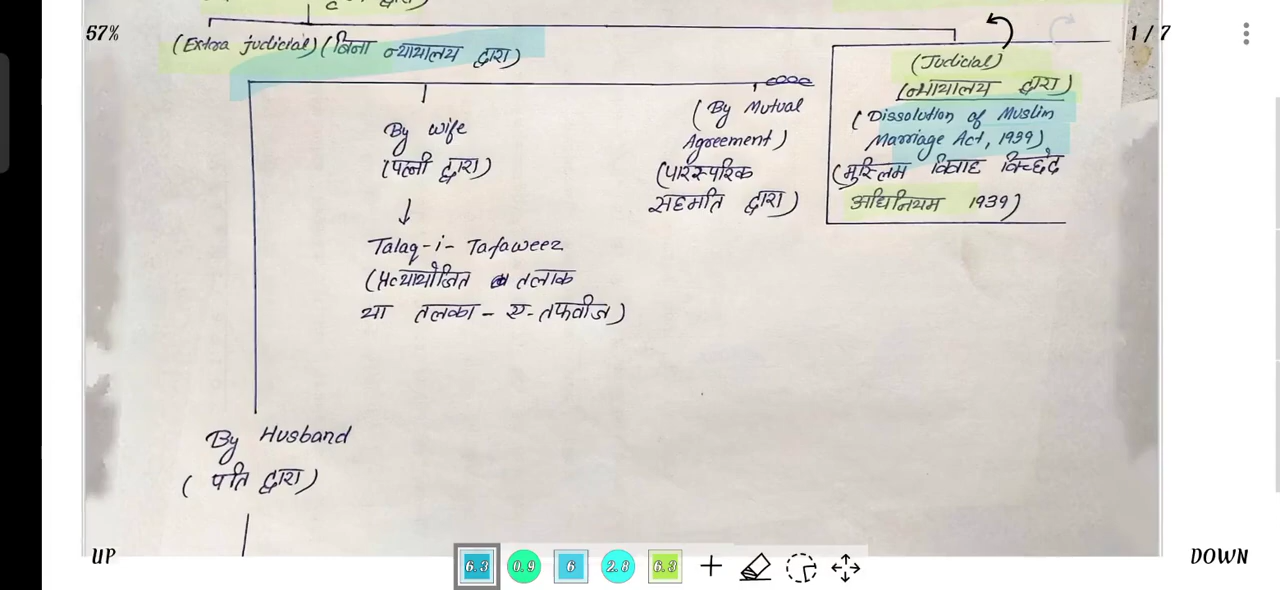 द्वारा)
57%
1 / 7
(Extra judicial) (बिना न्यायालय द्वारा)
(Judicial)
(न्यायालय द्वारा)
(Dissolution of Muslim
Marriage Act, 1939)
(मुस्लिम विवाह विच्छेद
अधिनियम 1939)
By wife
(पत्नी द्वारा)
Talaq-i-Tafaweez
(प्रत्यायोजित तलाक
या तलका-ए-तफवीज)
(By Mutual
Agreement)
(पारस्परिक
सहमति द्वारा)
By Husband
(पति द्वारा)
UP
DOWN
6.3
0.9
6
2.8
6.3